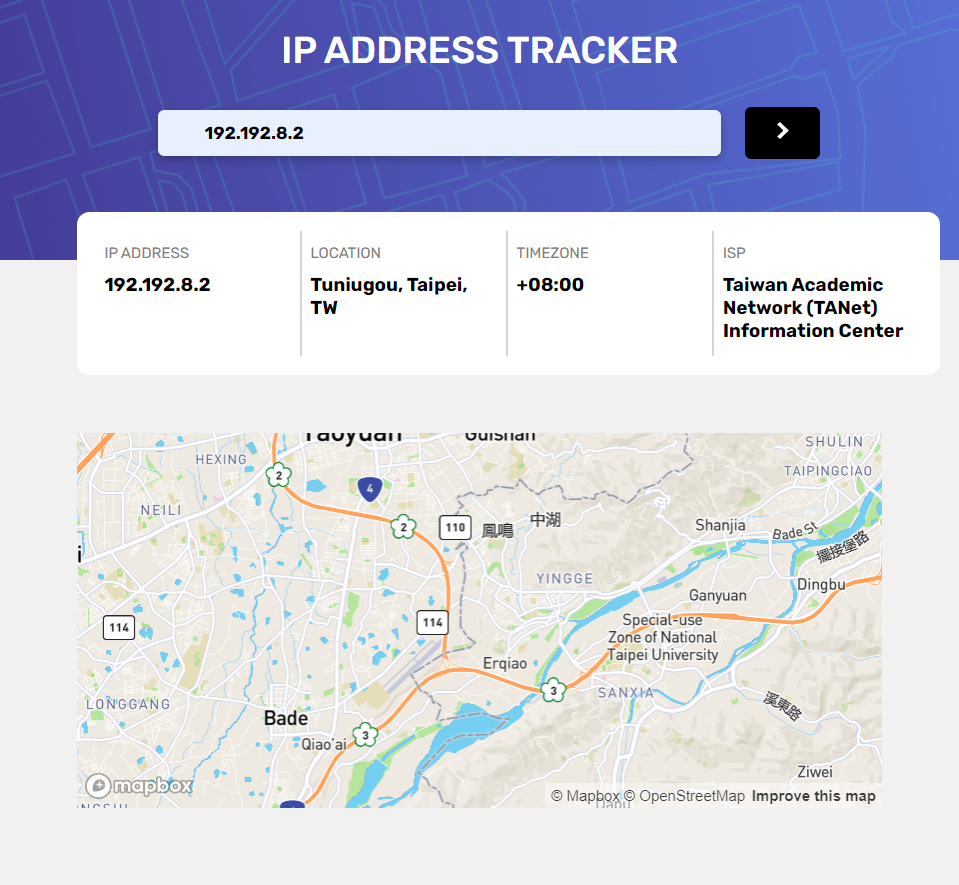 IP ADDRESS TRACKER
192.192.8.2
IP ADDRESS
192.192.8.2
LOCATION
Tuniugou, Taipei,
TW
TIMEZONE
+08:00
ISP
Taiwan Academic
Network (TANet)
Information Center
Taoyuan
Guishan
SHULIN
HEXING
TAIPINGCIAO
2
4
NEILI
2
110
鳳鳴
中湖
Shanjia
Bade St
擺接堡路
YINGGE
Dingbu
Ganyuan
114
114
Special-use
Zone of National
Taipei University
Erqiao
3
SANXIA
LONGGANG
溪東路
Bade
3
Qiao'ai
Ziwei
mapbox
© Mapbox © OpenStreetMap Improve this map